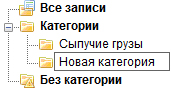 Все записи
Категории
Сыпучие грузы
Новая категория
Без категории